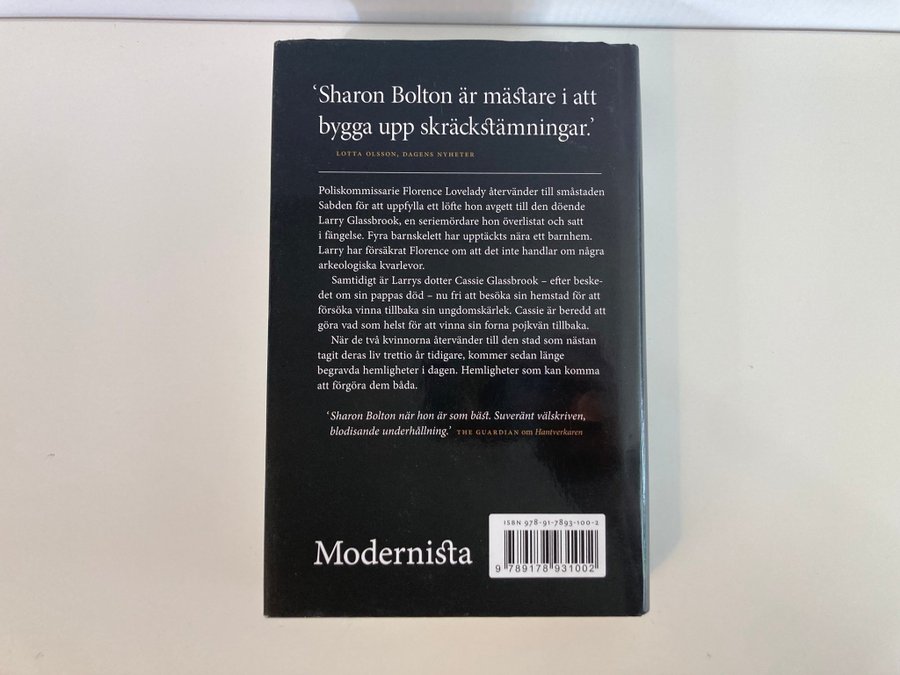 ‘Sharon Bolton är mästare i att
bygga upp skräckstämningar.’
LOTTA OLSSON, DAGENS NYHETER
Poliskommissarie Florence Lovelady återvänder till småstaden
Sabden för att uppfylla ett löfte hon avgett till den döende
Larry Glassbrook, en seriemördare hon överlistat och satt
i fängelse. Fyra barnskelett har upptäckts nära ett barnhem.
Larry har försäkrat Florence om att det inte handlar om några
arkeologiska kvarlevor.
Samtidigt är Larrys dotter Cassie Glassbrook – efter beske-
det om sin pappas död – nu fri att besöka sin hemstad för att
försöka vinna tillbaka sin ungdomskärlek. Cassie är beredd att
göra vad som helst för att vinna sin forna pojkvän tillbaka.
När de två kvinnorna återvänder till den stad som nästan
tagit deras liv trettio år tidigare, kommer sedan länge
begravda hemligheter i dagen. Hemligheter som kan komma
att förgöra dem båda.
‘Sharon Bolton när hon är som bäst. Suveränt välskriven,
blodisande underhållning.’ THE GUARDIAN om Hantverkaren
ISBN 978-91-7893-100-2
Modernista
9 789178 931002